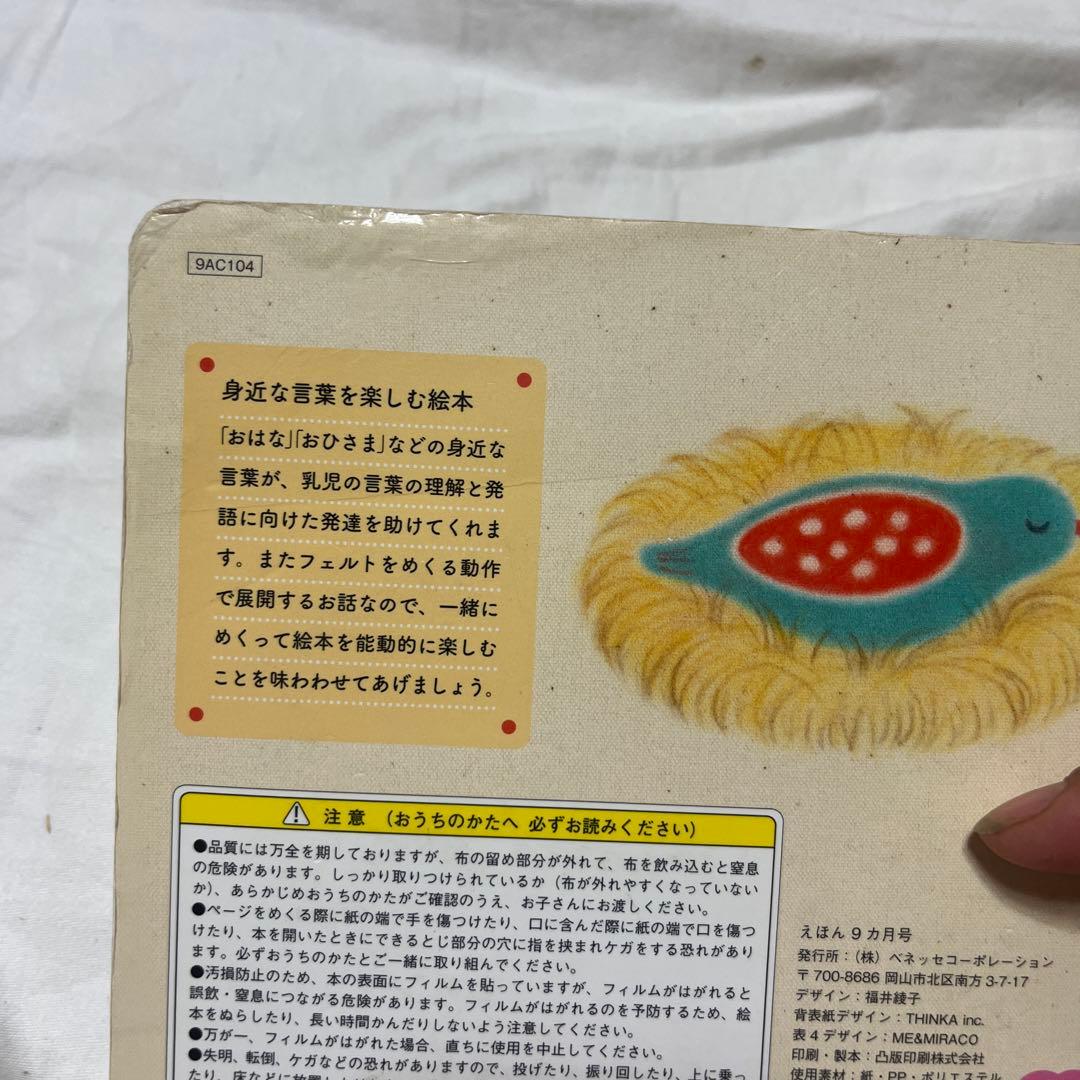 9AC104
身近な言葉を楽しむ絵本
「おはな」「おひさま」などの身近な
言葉が、乳児の言葉の理解と発
語に向けた発達を助けてくれま
す。またフェルトをめくる動作
で展開するお話なので、一緒に
めくって絵本を能動的に楽しむ
ことを味わわせてあげましょう。
注意 （おうちのかたへ 必ずお読みください）
●品質には万全を期しておりますが、布の留め部分が外れて、布を飲み込むと窒息
の危険があります。しっかり取りつけられているか（布が外れやすくなっていない
か）、あらかじめおうちのかたがご確認のうえ、お子さんにお渡しください。
●ページをめくる際に紙の端で手を傷つけたり、口に含んだ際に紙の端で口を傷つ
けたり、本を開いたときにできるとじ部分の穴に指を挟まれケガをする恐れがあり
ます。必ずおうちのかたとご一緒に取り組んでください。
●汚損防止のため、本の表面にフィルムを貼っていますが、フィルムがはがれると
誤飲・窒息につながる危険があります。フィルムがはがれるのを予防するため、絵
本をぬらしたり、長い時間かんだりしないよう注意してください。
●万が一、フィルムがはがれた場合、直ちに使用を中止してください。
●失明、転倒、ケガなどの恐れがありますので、投げたり、振り回したり、上に乗っ
たり、床などに放置したり
えほん 9 カ月号
発行所：（株）ベネッセコーポレーション
〒700-8686 岡山市北区南方 3-7-17
デザイン：福井綾子
背表紙デザイン：THINKA inc.
表4デザイン：ME&MIRACO
印刷・製本：凸版印刷株式会社
使用素材：紙・PP・ポリエステル